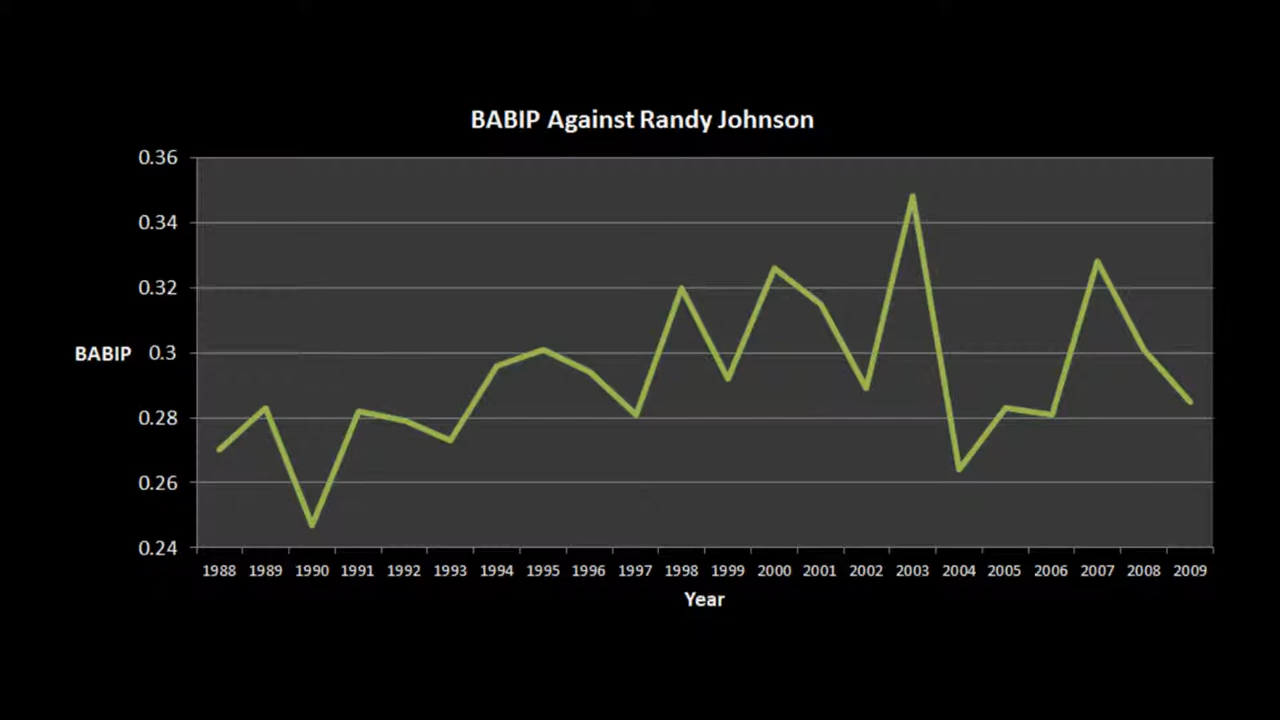 BABIP Against Randy Johnson
0.36
0.34
0.32
BABIP 0.3
0.28
0.26
0.24
1988 1989 1990 1991 1992 1993 1994 1995 1996 1997 1998 1999 2000 2001 2002 2003 2004 2005 2006 2007 2008 2009
Year